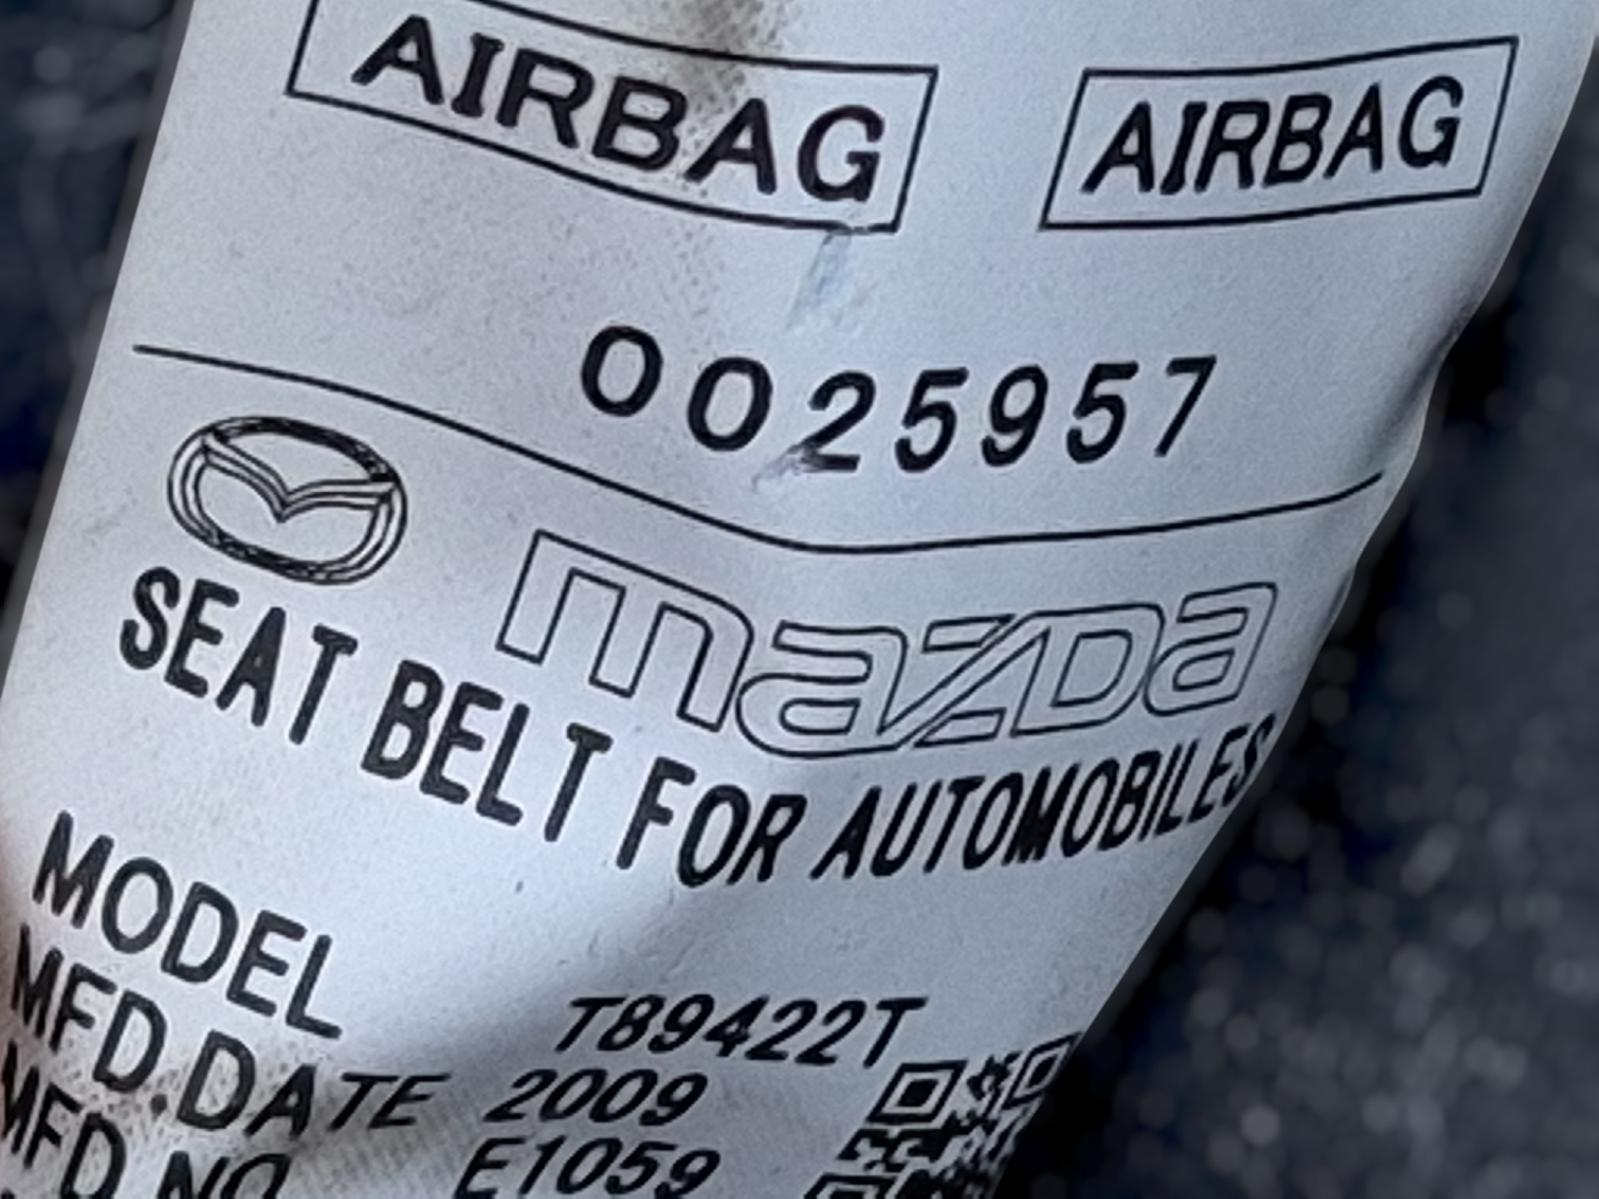 AIRBAG AIRBAG
0025957
mazda
SEAT BELT FOR AUTOMOBILES
MODEL T89422T
MFD.DATE 2009
MFD NO E1059